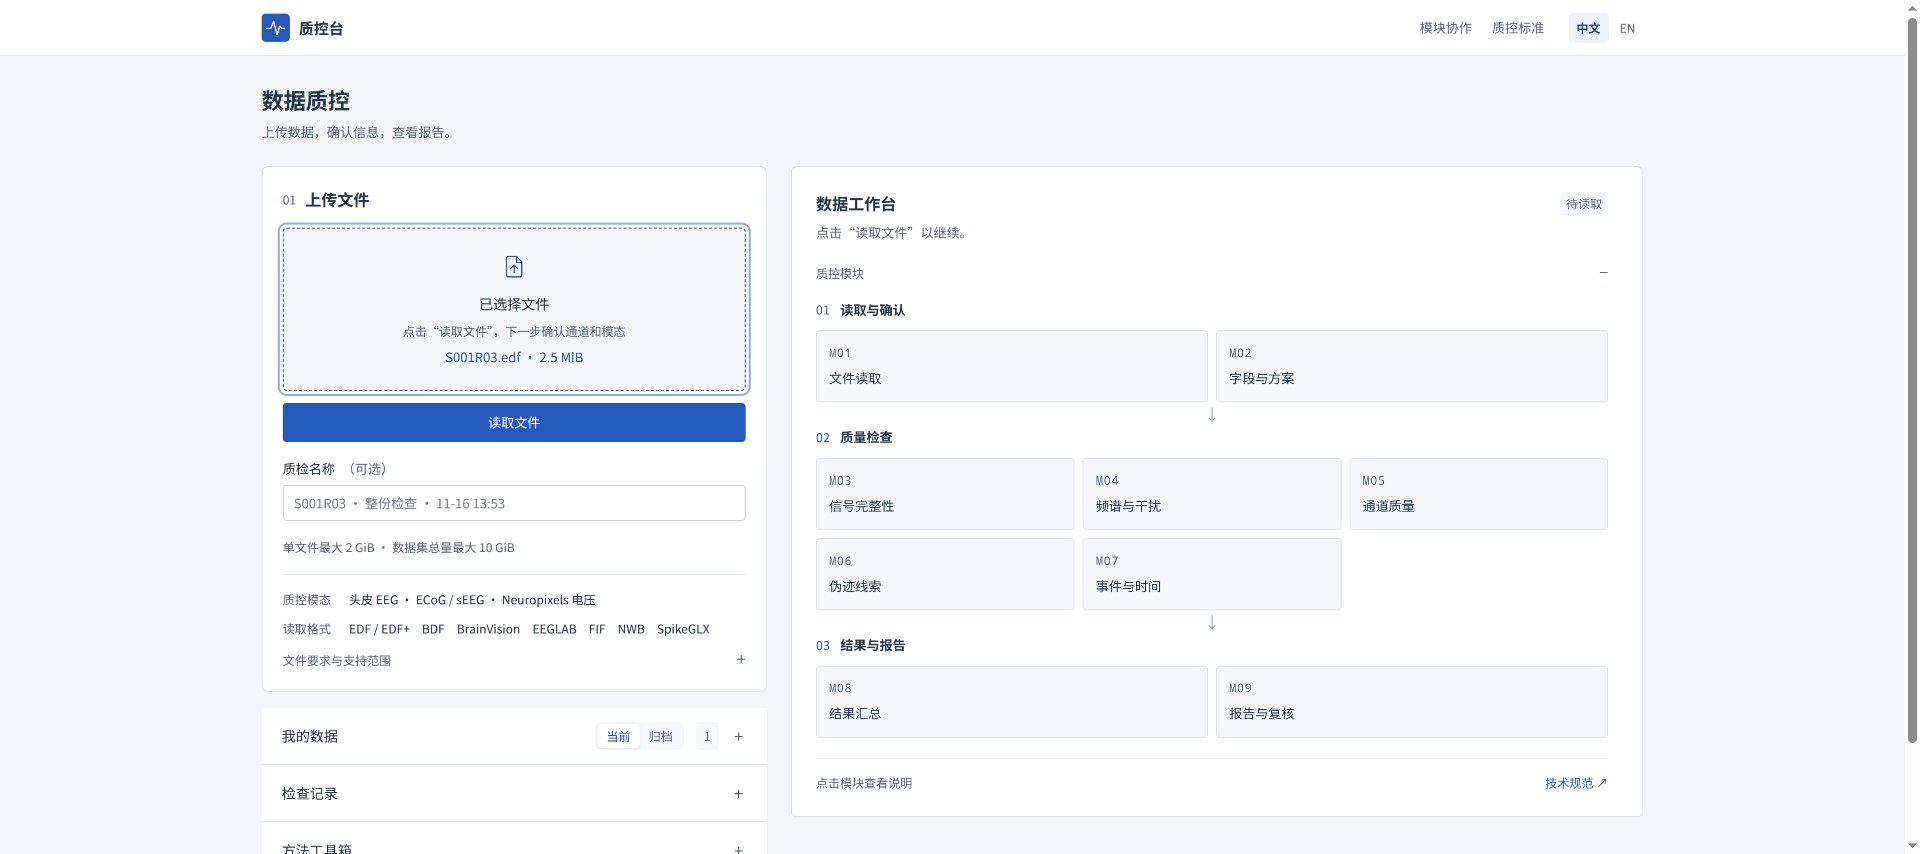 质控台
模块协作 质控标准 中文 EN
数据质控
上传数据，确认信息，查看报告。
01 上传文件
已选择文件
点击“读取文件”，下一步确认通道和模态
S001R03.edf · 2.5 MiB
读取文件
质检名称 （可选）
S001R03 · 整份检查 · 11-16 13:53
单文件最大 2 GiB · 数据集总量最大 10 GiB
质控模态 头皮 EEG · ECoG / sEEG · Neuropixels 电压
读取格式 EDF / EDF+ BDF BrainVision EEGLAB FIF NWB SpikeGLX
文件要求与支持范围 +
我的数据 当前 归档 1 +
检查记录 +
方法工具箱 +
数据工作台 待读取
点击“读取文件”以继续。
质控模块 −
01 读取与确认
M01 M02
文件读取 字段与方案
↓
02 质量检查
M03 M04 M05
信号完整性 频谱与干扰 通道质量
M06 M07
伪迹线索 事件与时间
↓
03 结果与报告
M08 M09
结果汇总 报告与复核
点击模块查看说明 技术规范 ↗